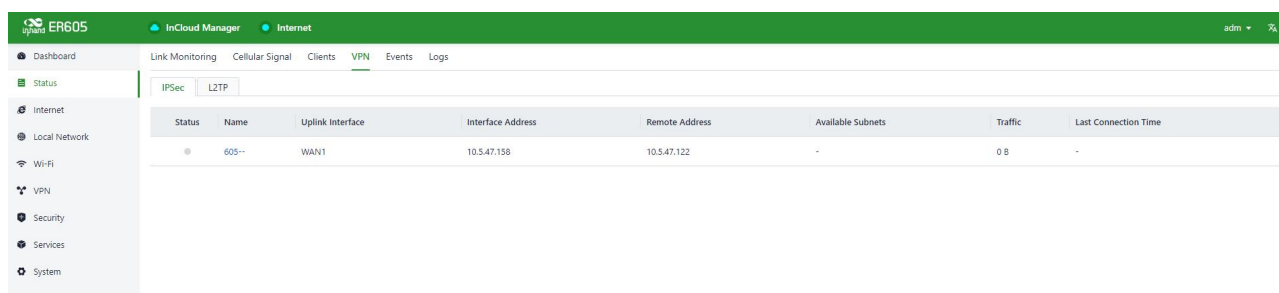 inhand ER605 InCloud Manager Internet adm
Dashboard
Status
Internet
Local Network
Wi-Fi
VPN
Security
Services
System
Link Monitoring Cellular Signal Clients VPN Events Logs
IPSec L2TP
Status Name Uplink Interface Interface Address Remote Address Available Subnets Traffic Last Connection Time
605-- WAN1 10.5.47.158 10.5.47.122 - 0 B -